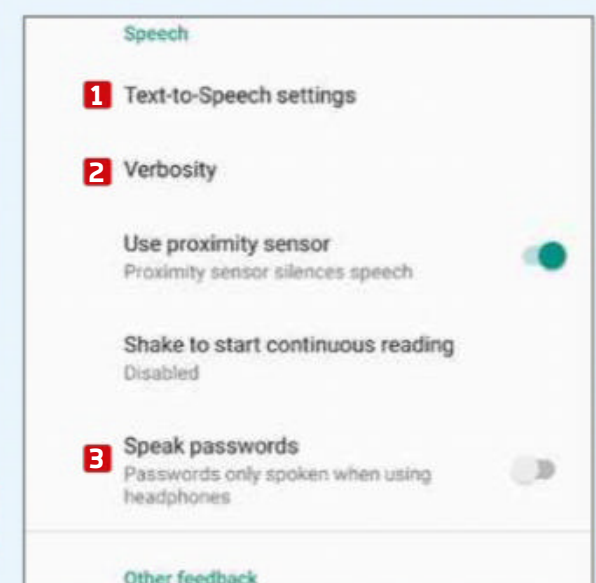 Speech
1 Text-to-Speech settings
2 Verbosity
Use proximity sensor
Proximity sensor silences speech
Shake to start continuous reading
Disabled
3 Speak passwords
Passwords only spoken when using
headphones
Other feedback